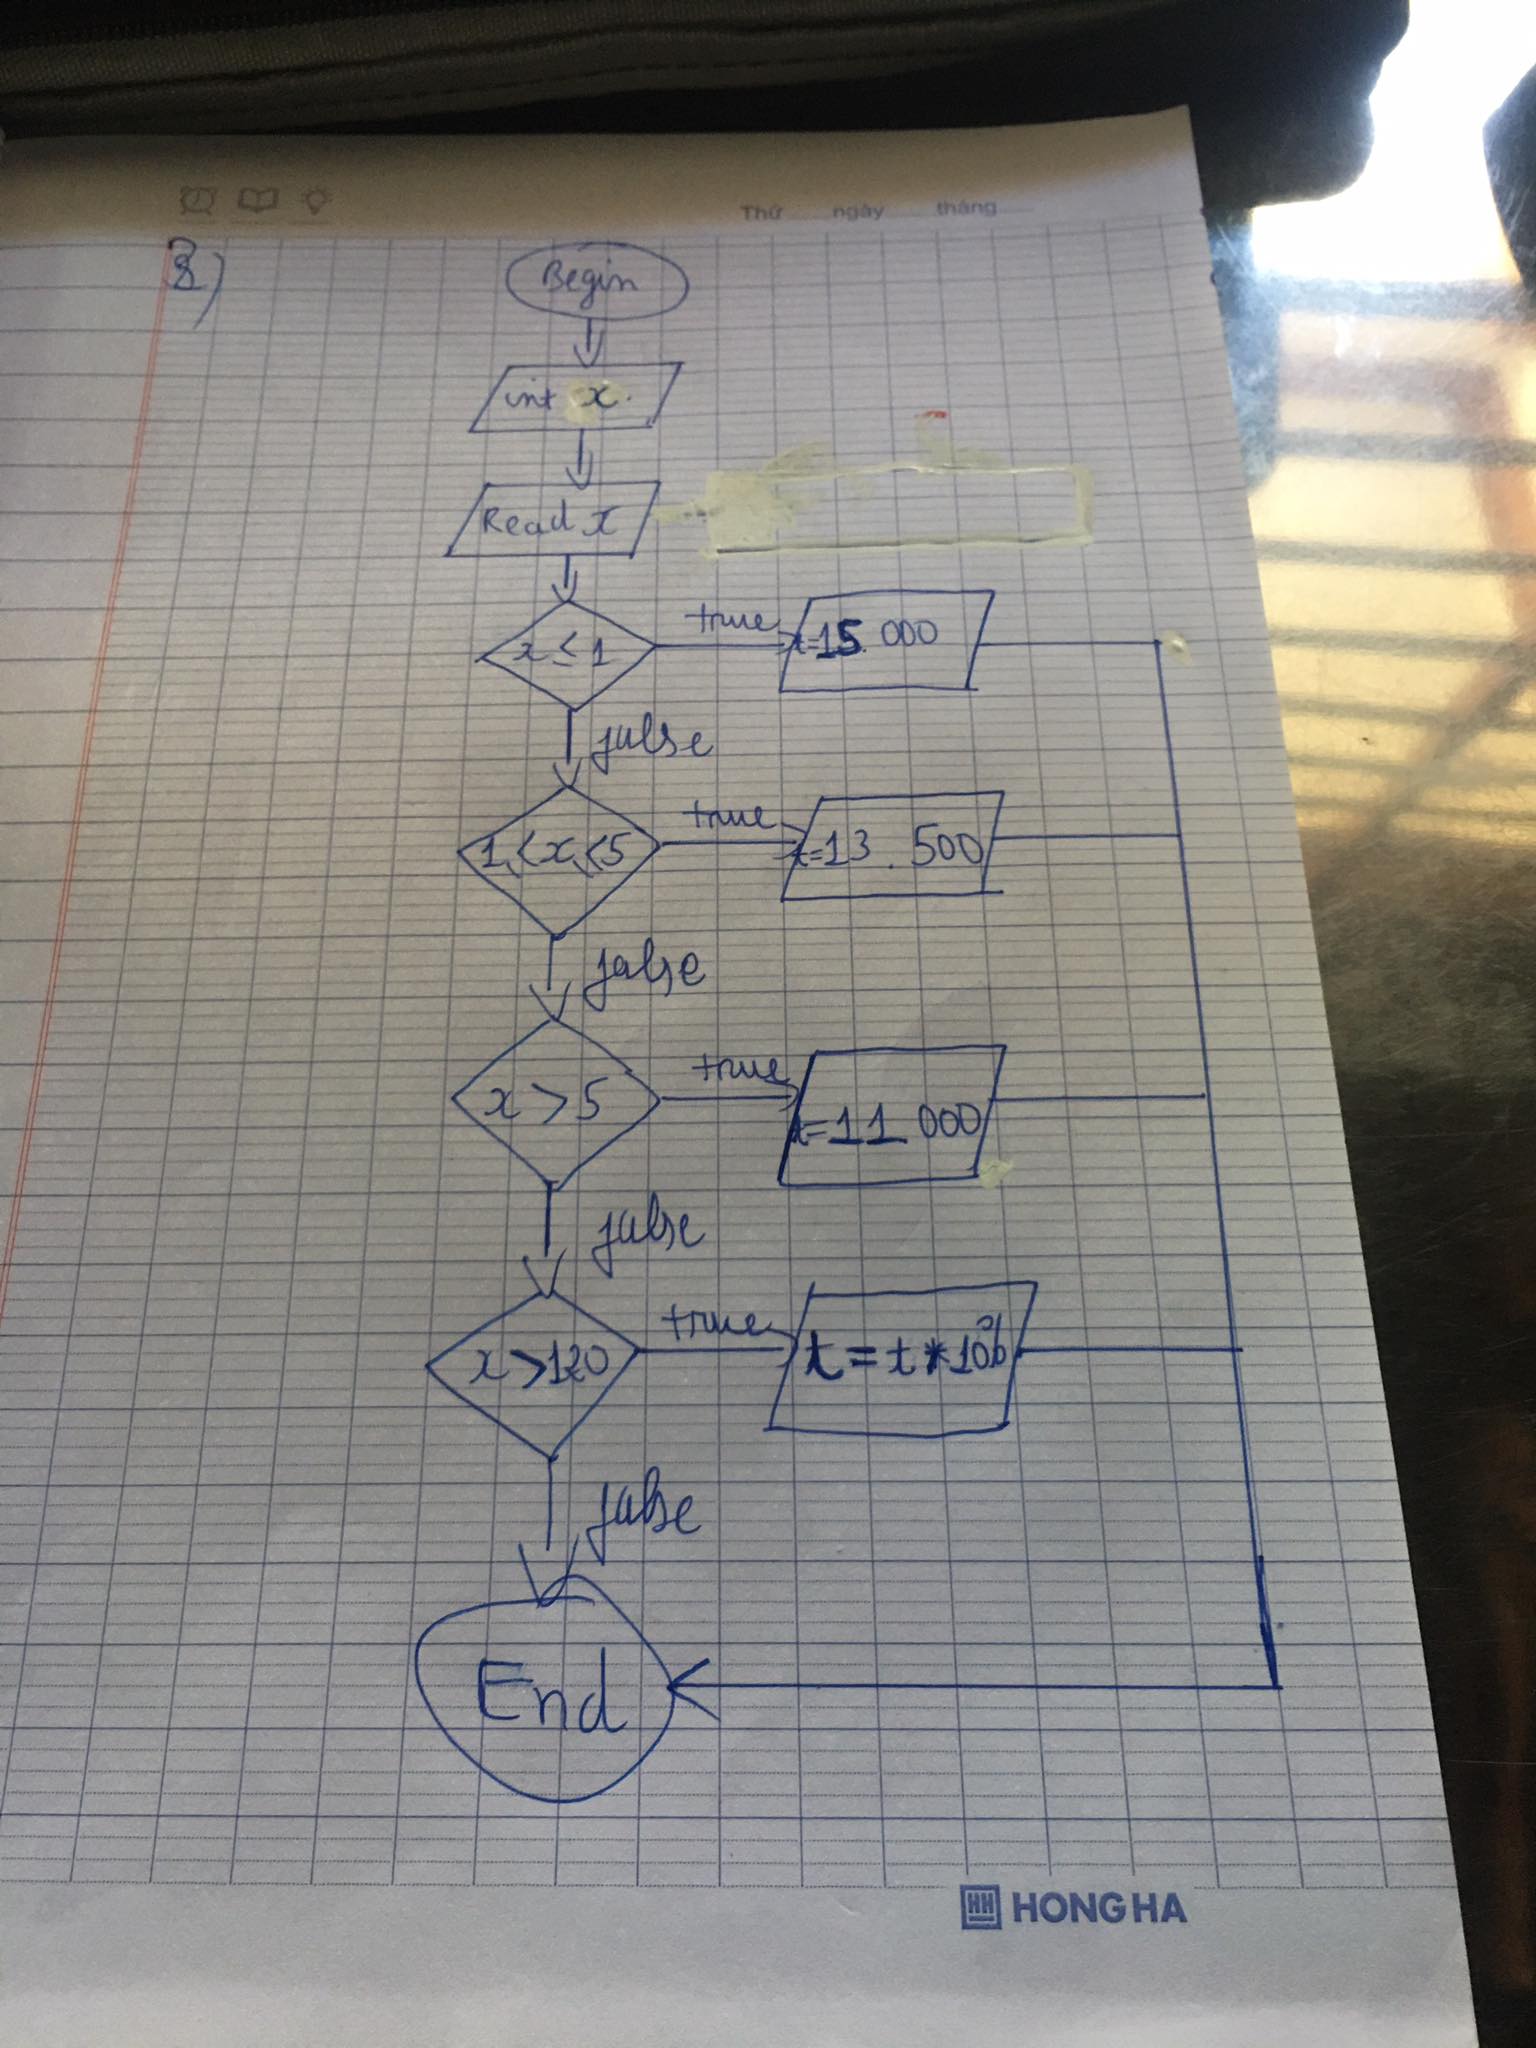 Thứ ngày tháng
8)
Begin
int x.
Read x
x ≤ 1
true
t=15.000
false
1<x<5
true
t=13.500
false
x > 5
true
t=11.000
false
x >120
true
t = t * 10%
false
End
HH HONG HA